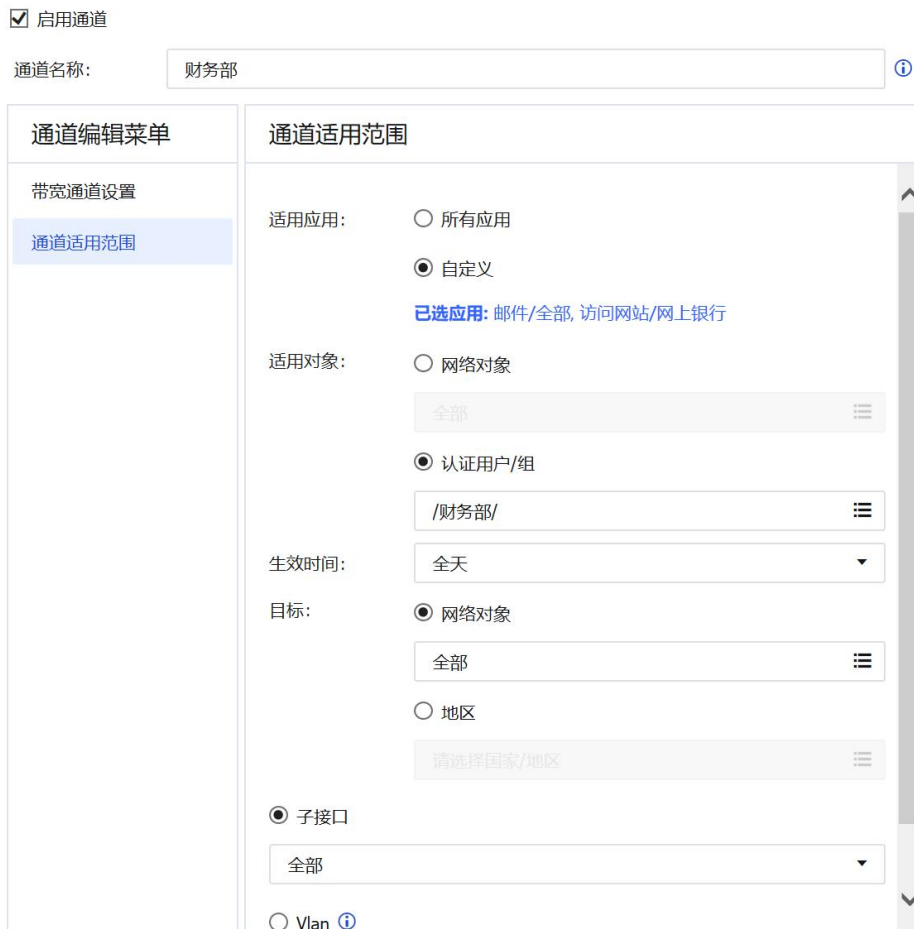 启用通道
通道名称： 财务部
通道编辑菜单
通道适用范围
带宽通道设置
通道适用范围
适用应用： 所有应用
自定义
已选应用: 邮件/全部, 访问网站/网上银行
适用对象： 网络对象
全部
认证用户/组
/财务部/
生效时间： 全天
目标： 网络对象
全部
地区
请选择国家/地区
子接口
全部
Vlan